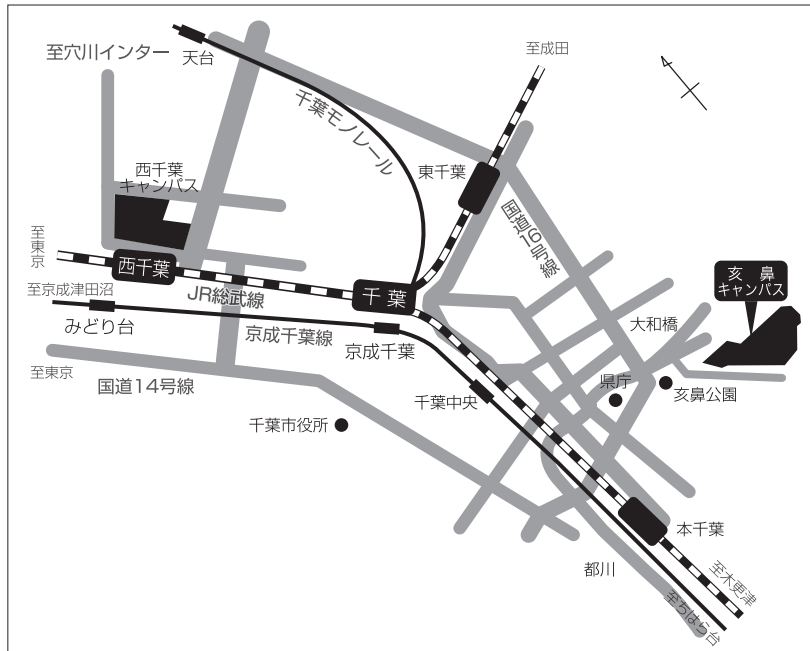 至穴川インター
天台
至成田
千葉モノレール
西千葉
キャンパス
東千葉
国道16号線
至東京
西千葉
JR総武線
千葉
亥鼻
キャンパス
至京成津田沼
みどり台
京成千葉線
京成千葉
大和橋
至東京
国道14号線
千葉中央
県庁
亥鼻公園
千葉市役所
本千葉
都川
至木更津
至ちはら台